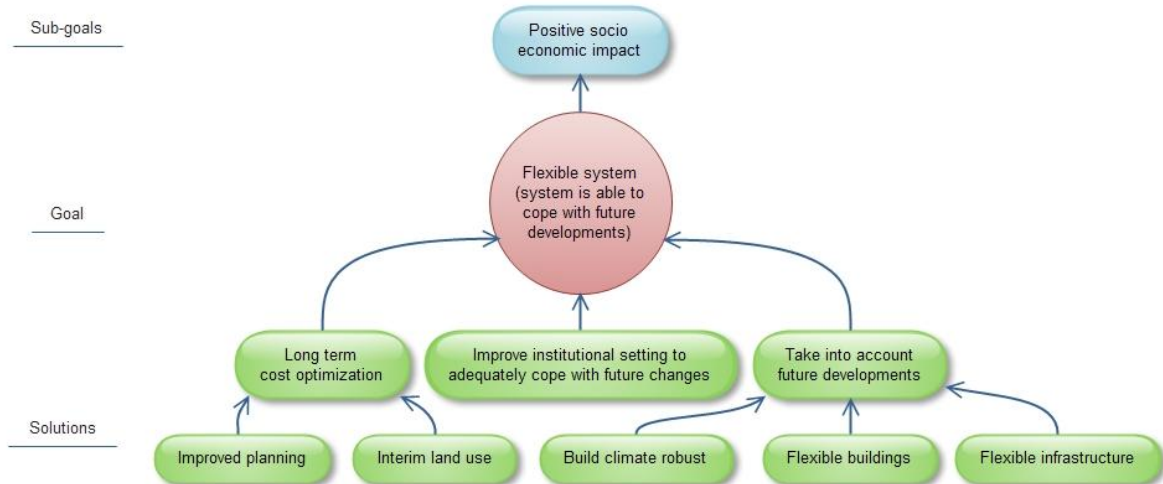 Sub-goals
Positive socio
economic impact
Goal
Flexible system
(system is able to
cope with future
developments)
Long term
cost optimization
Improve institutional setting to
adequately cope with future changes
Take into account
future developments
Solutions
Improved planning
Interim land use
Build climate robust
Flexible buildings
Flexible infrastructure